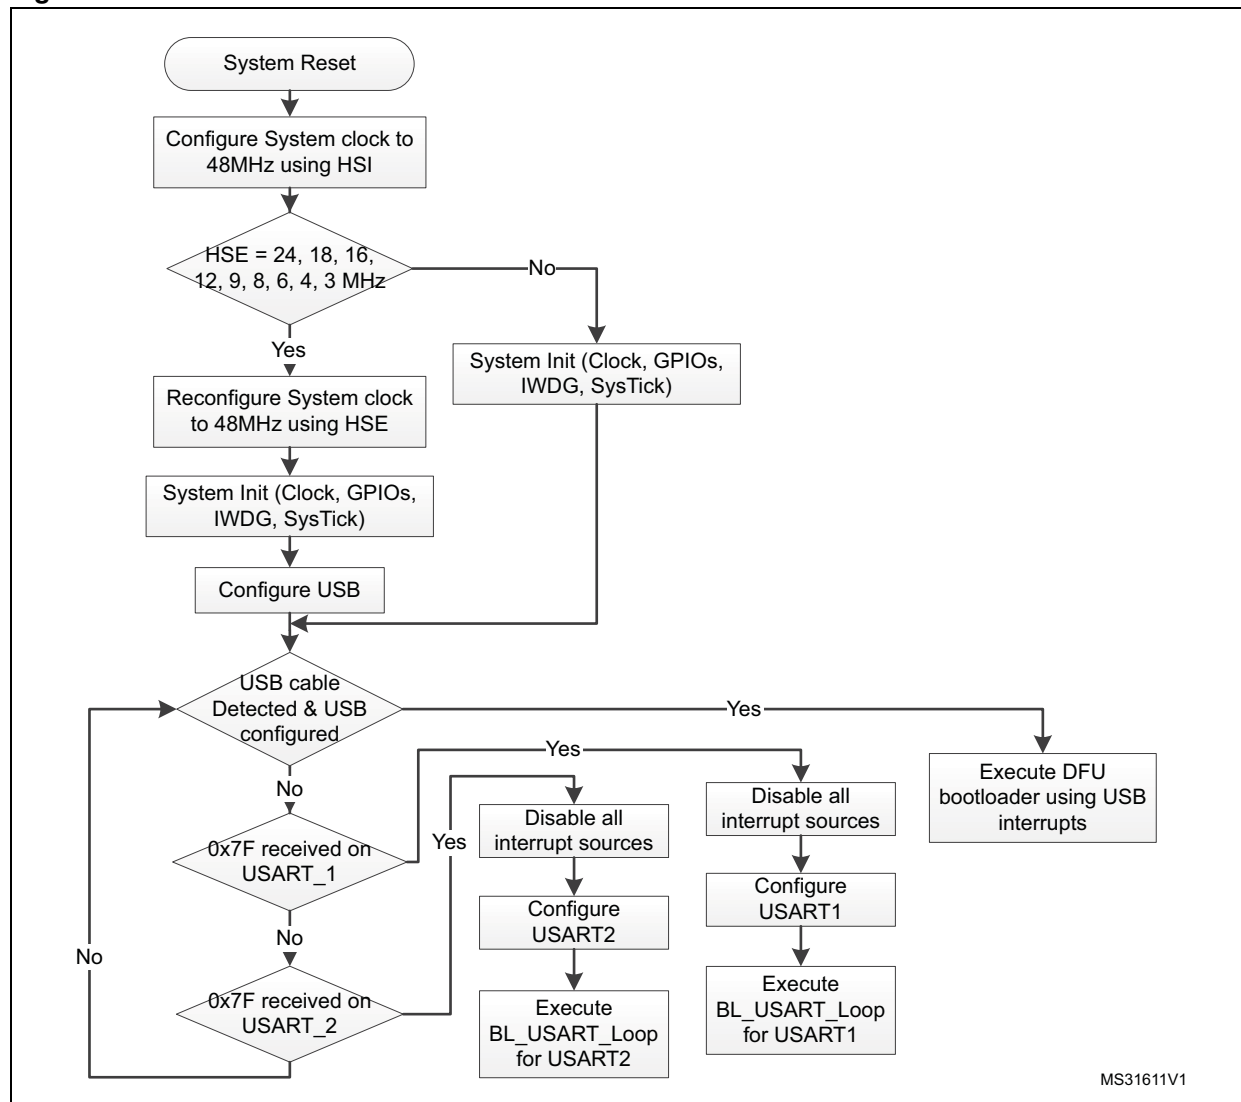 System Reset
Configure System clock to
48MHz using HSI
HSE = 24, 18, 16,
12, 9, 8, 6, 4, 3 MHz
No
Yes
System Init (Clock, GPIOs,
IWDG, SysTick)
Reconfigure System clock
to 48MHz using HSE
System Init (Clock, GPIOs,
IWDG, SysTick)
Configure USB
USB cable
Detected & USB
configured
Yes
No
Yes
Execute DFU
bootloader using USB
interrupts
Disable all
interrupt sources
Disable all
interrupt sources
Yes
0x7F received on
USART_1
Configure
USART1
Configure
USART2
No
No
0x7F received on
USART_2
Execute
BL_USART_Loop
for USART1
Execute
BL_USART_Loop
for USART2
MS31611V1